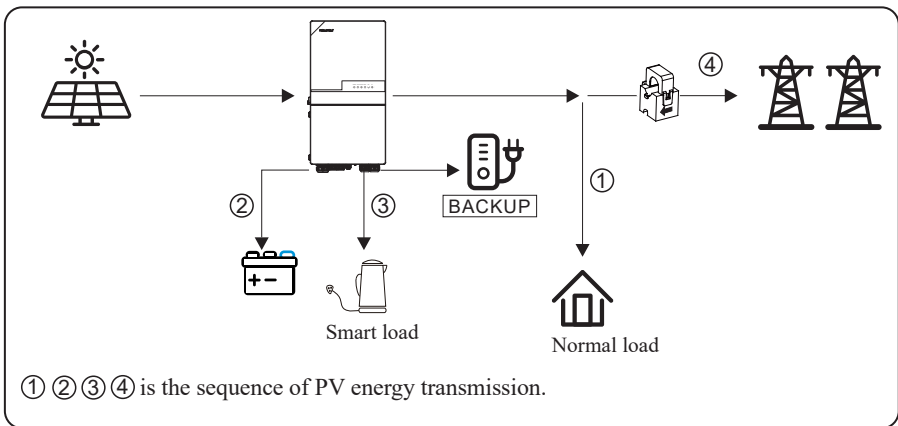 ④
①
②
③
BACKUP
+ −
Smart load
Normal load
① ② ③ ④ is the sequence of PV energy transmission.